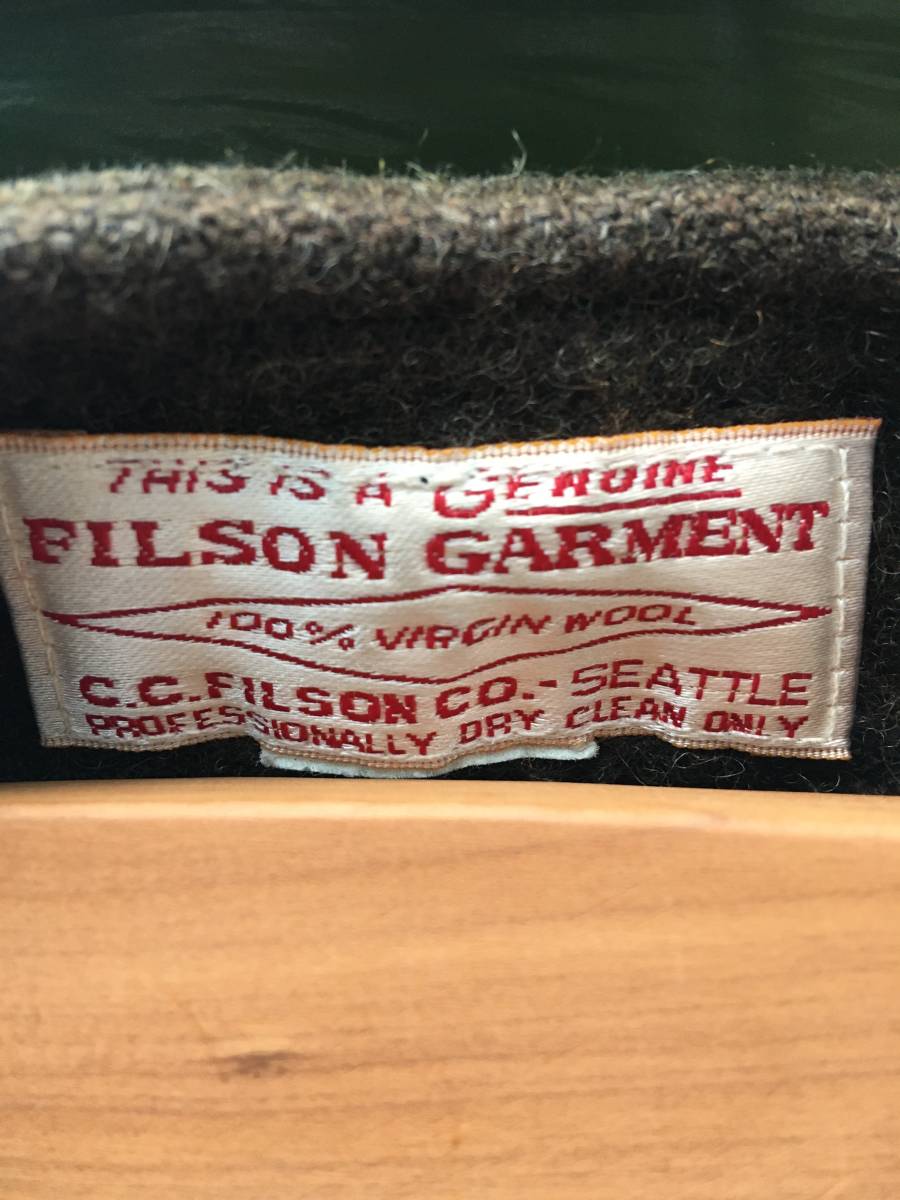 THIS IS A GENUINE
FILSON GARMENT
100% VIRGIN WOOL
C.C. FILSON CO. - SEATTLE
PROFESSIONALLY DRY CLEAN ONLY